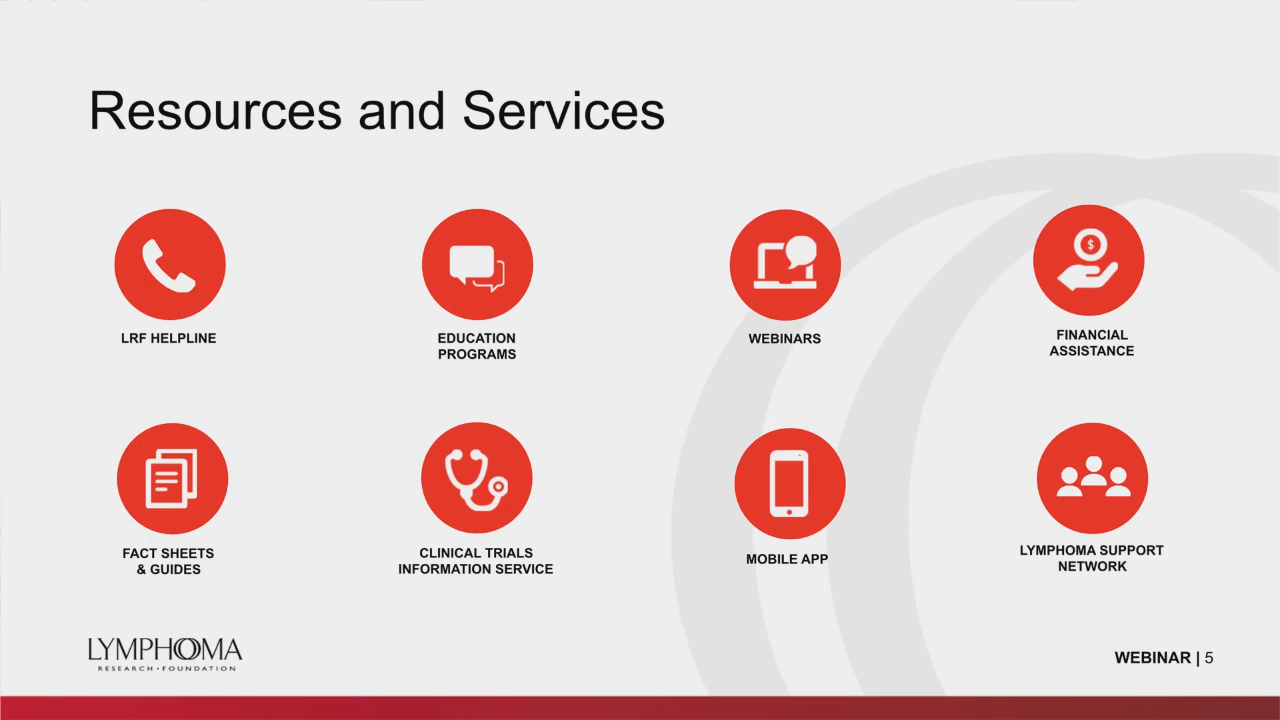 Resources and Services
LRF HELPLINE
EDUCATION
PROGRAMS
WEBINARS
$
FINANCIAL
ASSISTANCE
FACT SHEETS
& GUIDES
CLINICAL TRIALS
INFORMATION SERVICE
MOBILE APP
LYMPHOMA SUPPORT
NETWORK
LYMPHOMA
RESEARCH • FOUNDATION
WEBINAR | 5